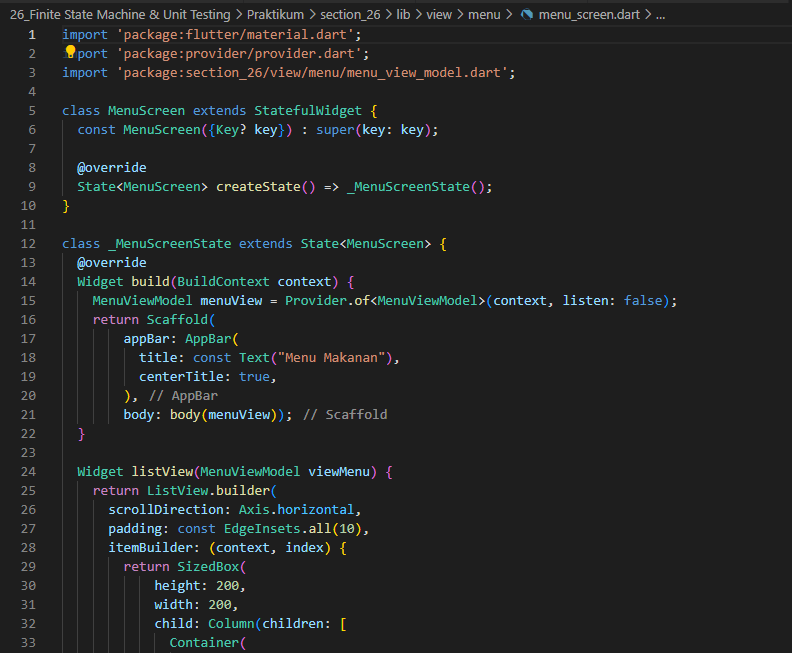 26_Finite State Machine & Unit Testing > Praktikum > section_26 > lib > view > menu > menu_screen.dart > ...
1 import 'package:flutter/material.dart';
2 port 'package:provider/provider.dart';
3 import 'package:section_26/view/menu/menu_view_model.dart';
4
5 class MenuScreen extends StatefulWidget {
6 const MenuScreen({Key? key}) : super(key: key);
7
8 @override
9 State<MenuScreen> createState() => _MenuScreenState();
10 }
11
12 class _MenuScreenState extends State<MenuScreen> {
13 @override
14 Widget build(BuildContext context) {
15 MenuViewModel menuView = Provider.of<MenuViewModel>(context, listen: false);
16 return Scaffold(
17 appBar: AppBar(
18 title: const Text("Menu Makanan"),
19 centerTitle: true,
20 ), // AppBar
21 body: body(menuView)); // Scaffold
22 }
23
24 Widget listView(MenuViewModel viewMenu) {
25 return ListView.builder(
26 scrollDirection: Axis.horizontal,
27 padding: const EdgeInsets.all(10),
28 itemBuilder: (context, index) {
29 return SizedBox(
30 height: 200,
31 width: 200,
32 child: Column(children: [
33 Container(